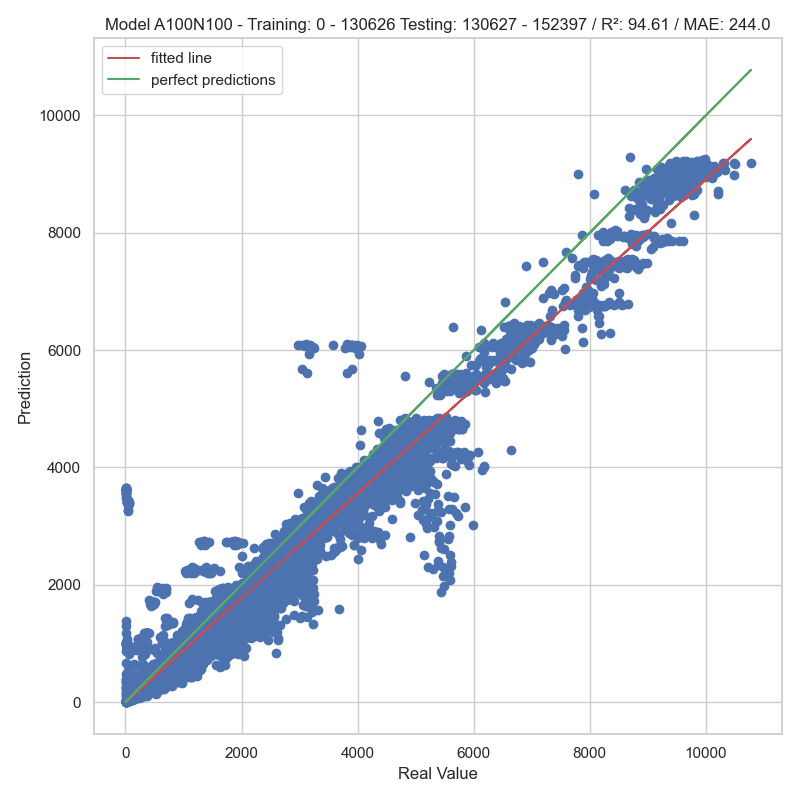 Model A100N100 - Training: 0 - 130626 Testing: 130627 - 152397 / R²: 94.61 / MAE: 244.0
fitted line
perfect predictions
10000
8000
6000
4000
2000
0
Prediction
0 2000 4000 6000 8000 10000
Real Value